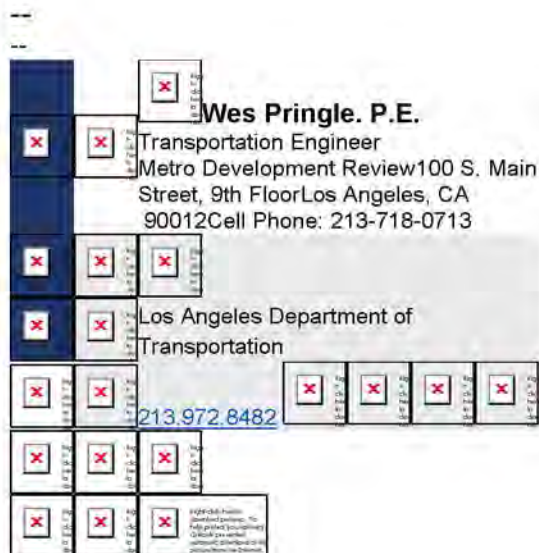 --
--
Wes Pringle. P.E.
Transportation Engineer
Metro Development Review100 S. Main
Street, 9th FloorLos Angeles, CA
90012Cell Phone: 213-718-0713
Los Angeles Department of
Transportation
213.972.8482